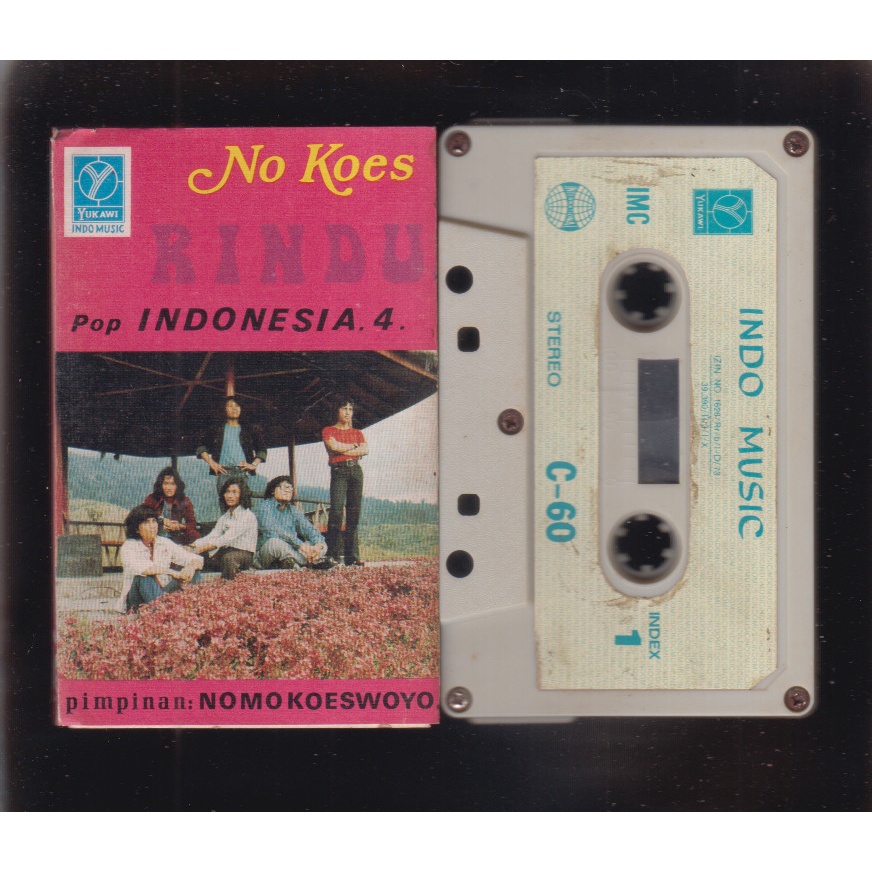 No Koes
YUKAWI
INDO MUSIC
RINDU
Pop INDONESIA.4.
pimpinan: NOMO KOESWOYO.
IMC
YUKAWI
STEREO
C-60
INDO MUSIC
INDEX
1